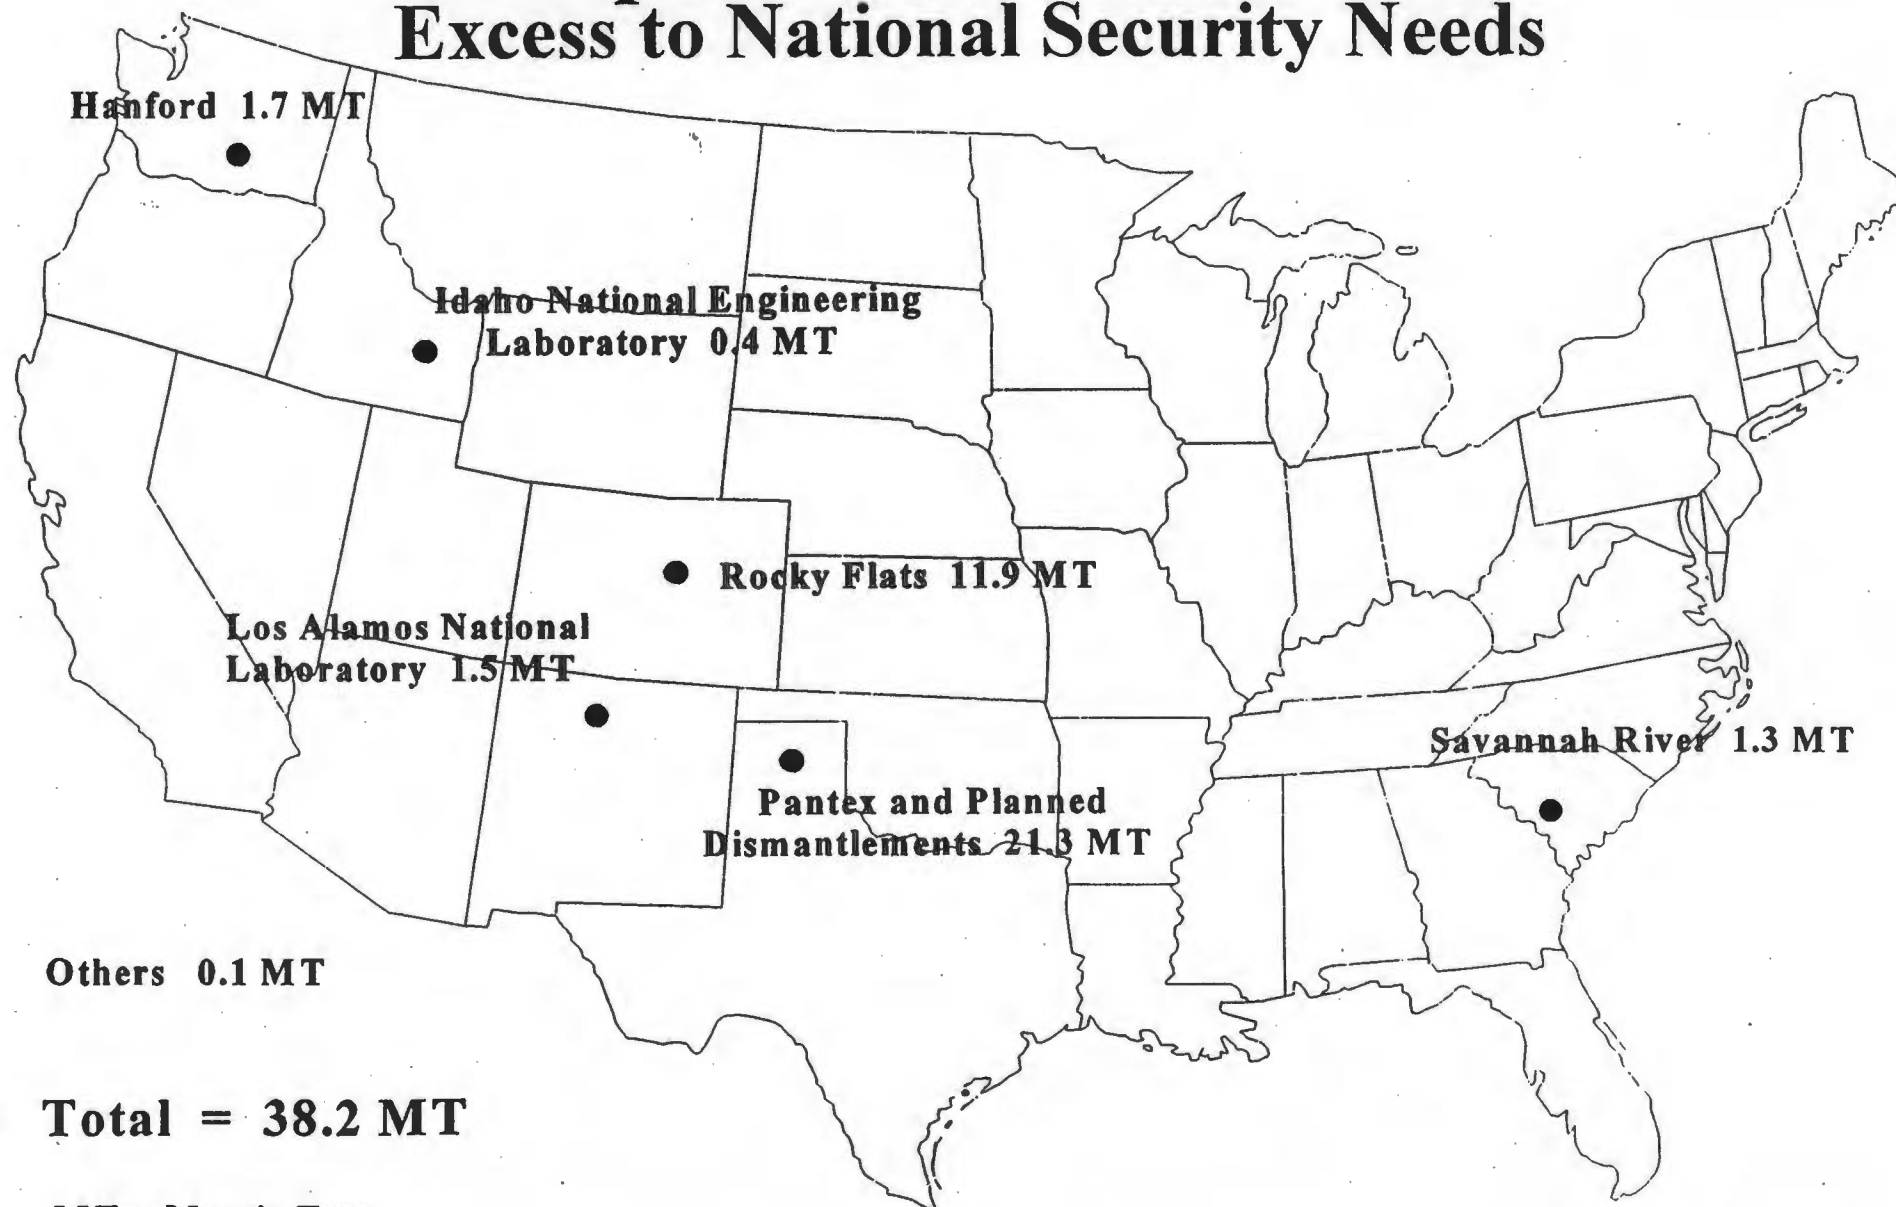 Excess to National Security Needs
Hanford 1.7 MT
Idaho National Engineering
Laboratory 0.4 MT
Rocky Flats 11.9 MT
Los Alamos National
Laboratory 1.5 MT
Savannah River 1.3 MT
Pantex and Planned
Dismantlements 21.3 MT
Others 0.1 MT
Total = 38.2 MT